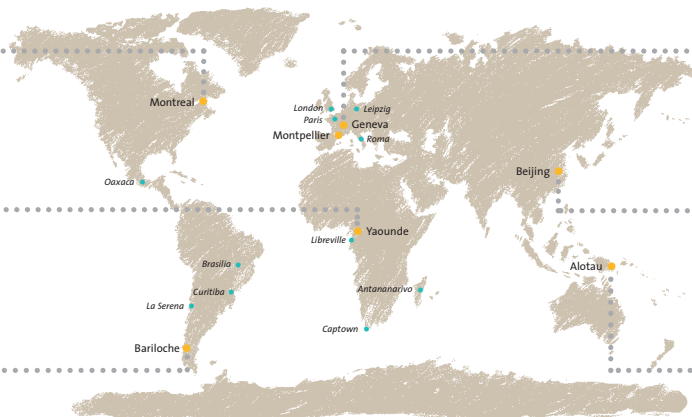 Montreal
London
Leipzig
Paris
Geneva
Montpellier
Roma
Beijing
Oaxaca
Yaounde
Libreville
Brasilia
Alotau
Curitiba
Antananarivo
La Serena
Captown
Bariloche